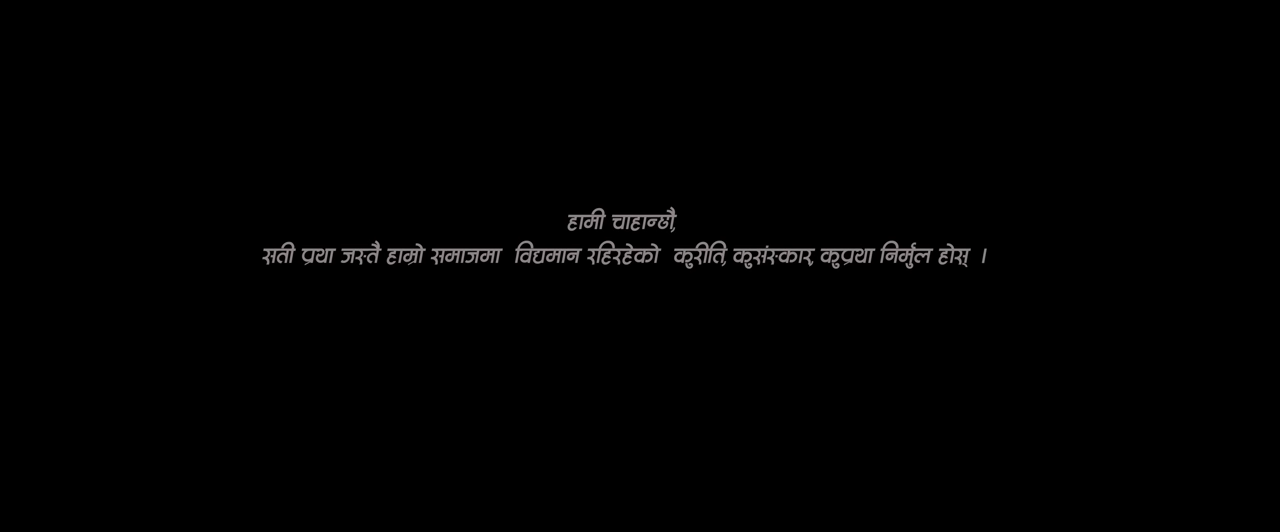 हामी चाहान्छौ,
सती प्रथा जस्तै हाम्रो समाजमा विद्यमान रहिरहेको कुरीति, कुसंस्कार, कुप्रथा निर्मुल होस् ।